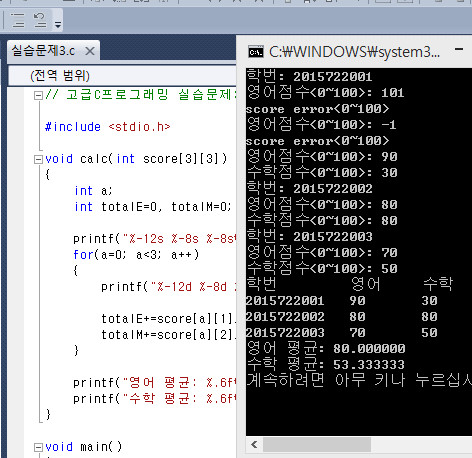 실습문제3.c
C:\WINDOWS\system3...
(전역 범위)
// 고급C프로그래밍 실습문제
#include <stdio.h>
void calc(int score[3][3])
{
int a;
int totalE=0, totalM=0;
printf("%-12s %-8s %-8s
for(a=0; a<3; a++)
{
printf("%-12d %-8d
totalE+=score[a][1]
totalM+=score[a][2]
}
printf("영어 평균: %.6f
printf("수학 평균: %.6f
}
void main()
학번: 2015722001
영어점수<0~100>: 101
score error<0~100>
영어점수<0~100>: -1
score error<0~100>
영어점수<0~100>: 90
수학점수<0~100>: 30
학번: 2015722002
영어점수<0~100>: 80
수학점수<0~100>: 80
학번: 2015722003
영어점수<0~100>: 70
수학점수<0~100>: 50
학번 영어 수학
2015722001 90 30
2015722002 80 80
2015722003 70 50
영어 평균: 80.000000
수학 평균: 53.333333
계속하려면 아무 키나 누르십시